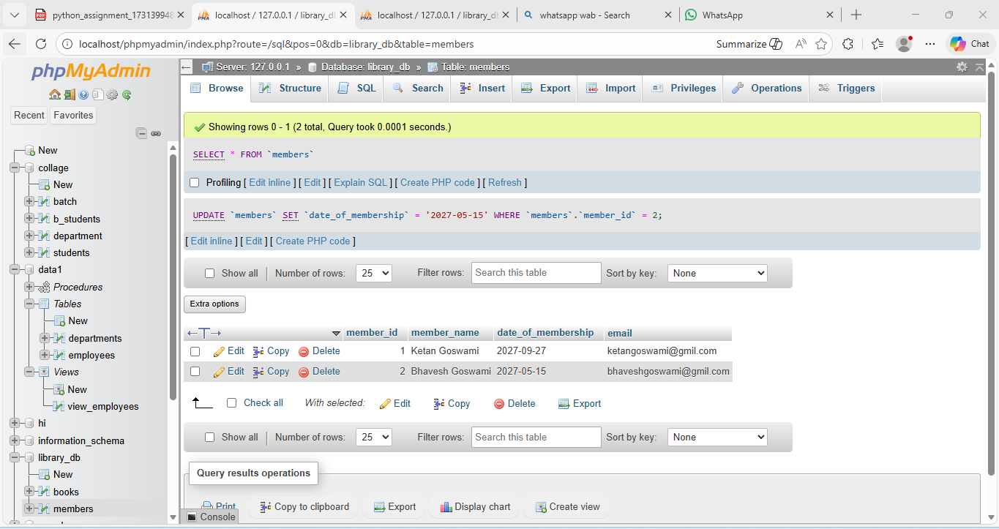 python_assignment_173139948
localhost / 127.0.0.1 / library_db
localhost / 127.0.0.1 / library_db
whatsapp wab - Search
WhatsApp
localhost/phpmyadmin/index.php?route=/sql&pos=0&db=library_db&table=members
Summarize
Chat
phpMyAdmin
Recent Favorites
New
collage
New
batch
b_students
department
students
data1
Procedures
Tables
New
departments
employees
Views
New
view_employees
hi
information_schema
library_db
New
books
members
Server: 127.0.0.1 » Database: library_db » Table: members
Browse Structure SQL Search Insert Export Import Privileges Operations Triggers
Showing rows 0 - 1 (2 total, Query took 0.0001 seconds.)
SELECT * FROM `members`
Profiling [ Edit inline ] [ Edit ] [ Explain SQL ] [ Create PHP code ] [ Refresh ]
UPDATE `members` SET `date_of_membership` = '2027-05-15' WHERE `members`.`member_id` = 2;
[ Edit inline ] [ Edit ] [ Create PHP code ]
Show all Number of rows: 25 Filter rows: Search this table Sort by key: None
Extra options
member_id member_name date_of_membership email
Edit Copy Delete 1 Ketan Goswami 2027-09-27 ketangoswami@gmil.com
Edit Copy Delete 2 Bhavesh Goswami 2027-05-15 bhaveshgoswami@gmil.com
Check all With selected: Edit Copy Delete Export
Show all Number of rows: 25 Filter rows: Search this table Sort by key: None
Query results operations
Print Copy to clipboard Export Display chart Create view
Console